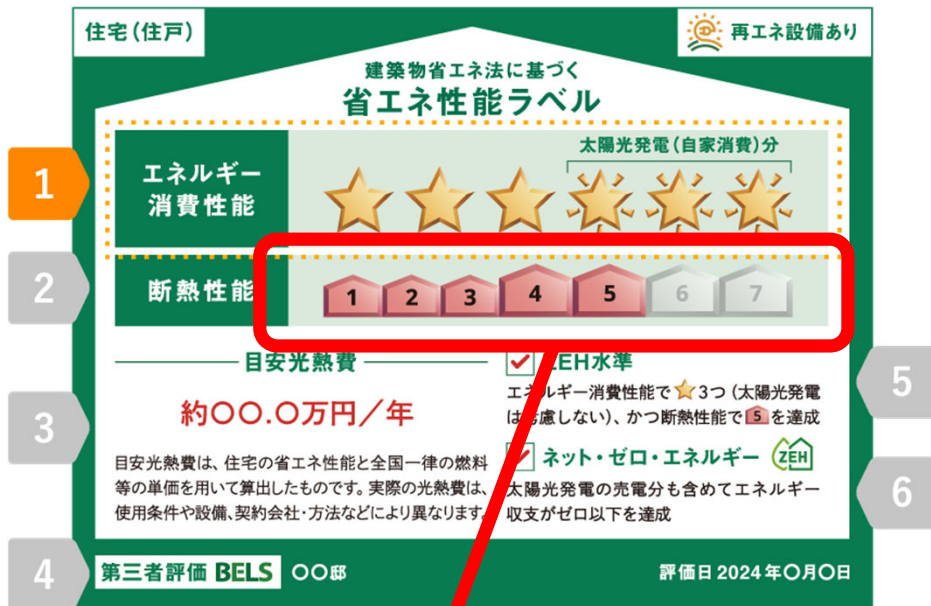 住宅（住戸）
再エネ設備あり
建築物省エネ法に基づく
省エネ性能ラベル
太陽光発電（自家消費）分
1
エネルギー
消費性能
2
断熱性能
1 2 3 4 5 6 7
目安光熱費
約〇〇.〇万円／年
3
目安光熱費は、住宅の省エネ性能と全国一律の燃料
等の単価を用いて算出したものです。実際の光熱費は、
使用条件や設備、契約会社・方法などにより異なります。
EH水準
5
エネルギー消費性能で 3つ（太陽光発電
は考慮しない）、かつ断熱性能で 5 を達成
ネット・ゼロ・エネルギー ZEH
6
太陽光発電の売電分も含めてエネルギー
収支がゼロ以下を達成
4
第三者評価 BELS 〇〇邸
評価日 2024年〇月〇日